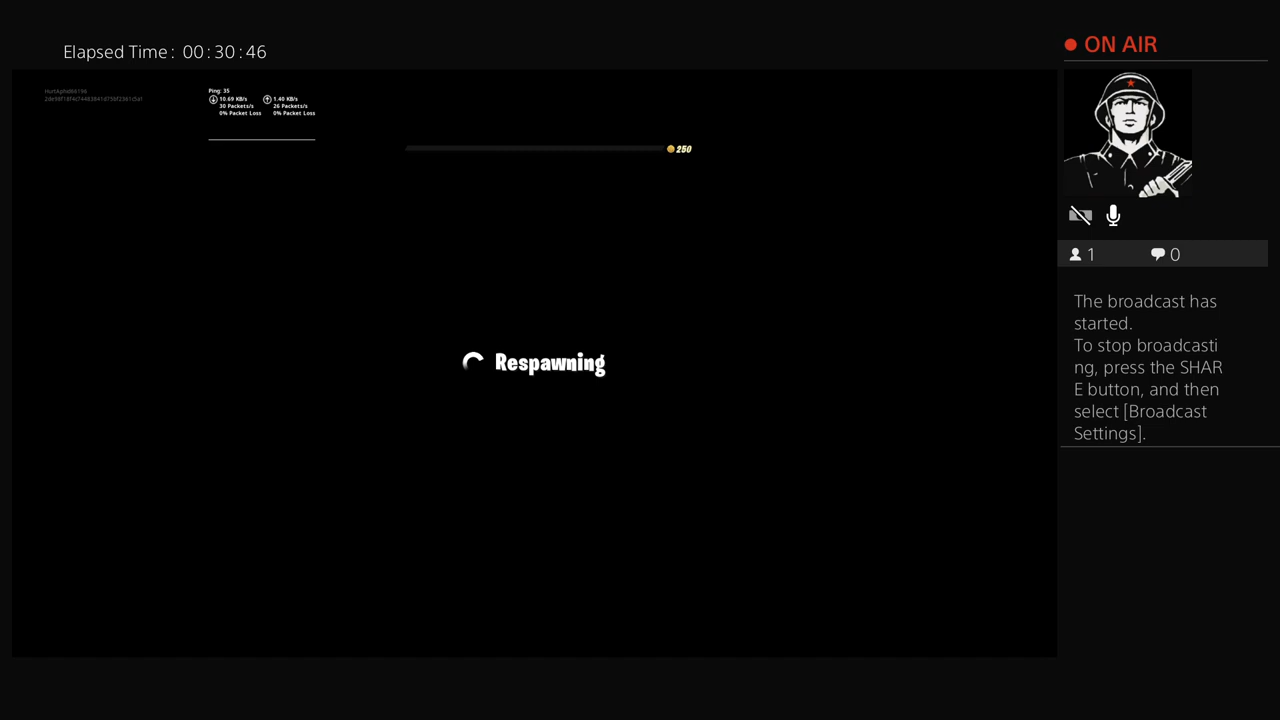 Elapsed Time: 00:30:46
ON AIR
Ping: 35
10.69 KB/s 1.40 KB/s
30 Packets/s 26 Packets/s
0% Packet Loss 0% Packet Loss
250
1 0
The broadcast has
started.
To stop broadcasti
ng, press the SHAR
E button, and then
select [Broadcast
Settings].
Respawning